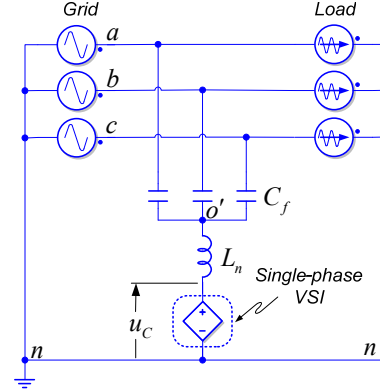 Grid Load
a
b
c
o′ C_f
L_n
Single-phase
VSI
u_C
+
−
n n